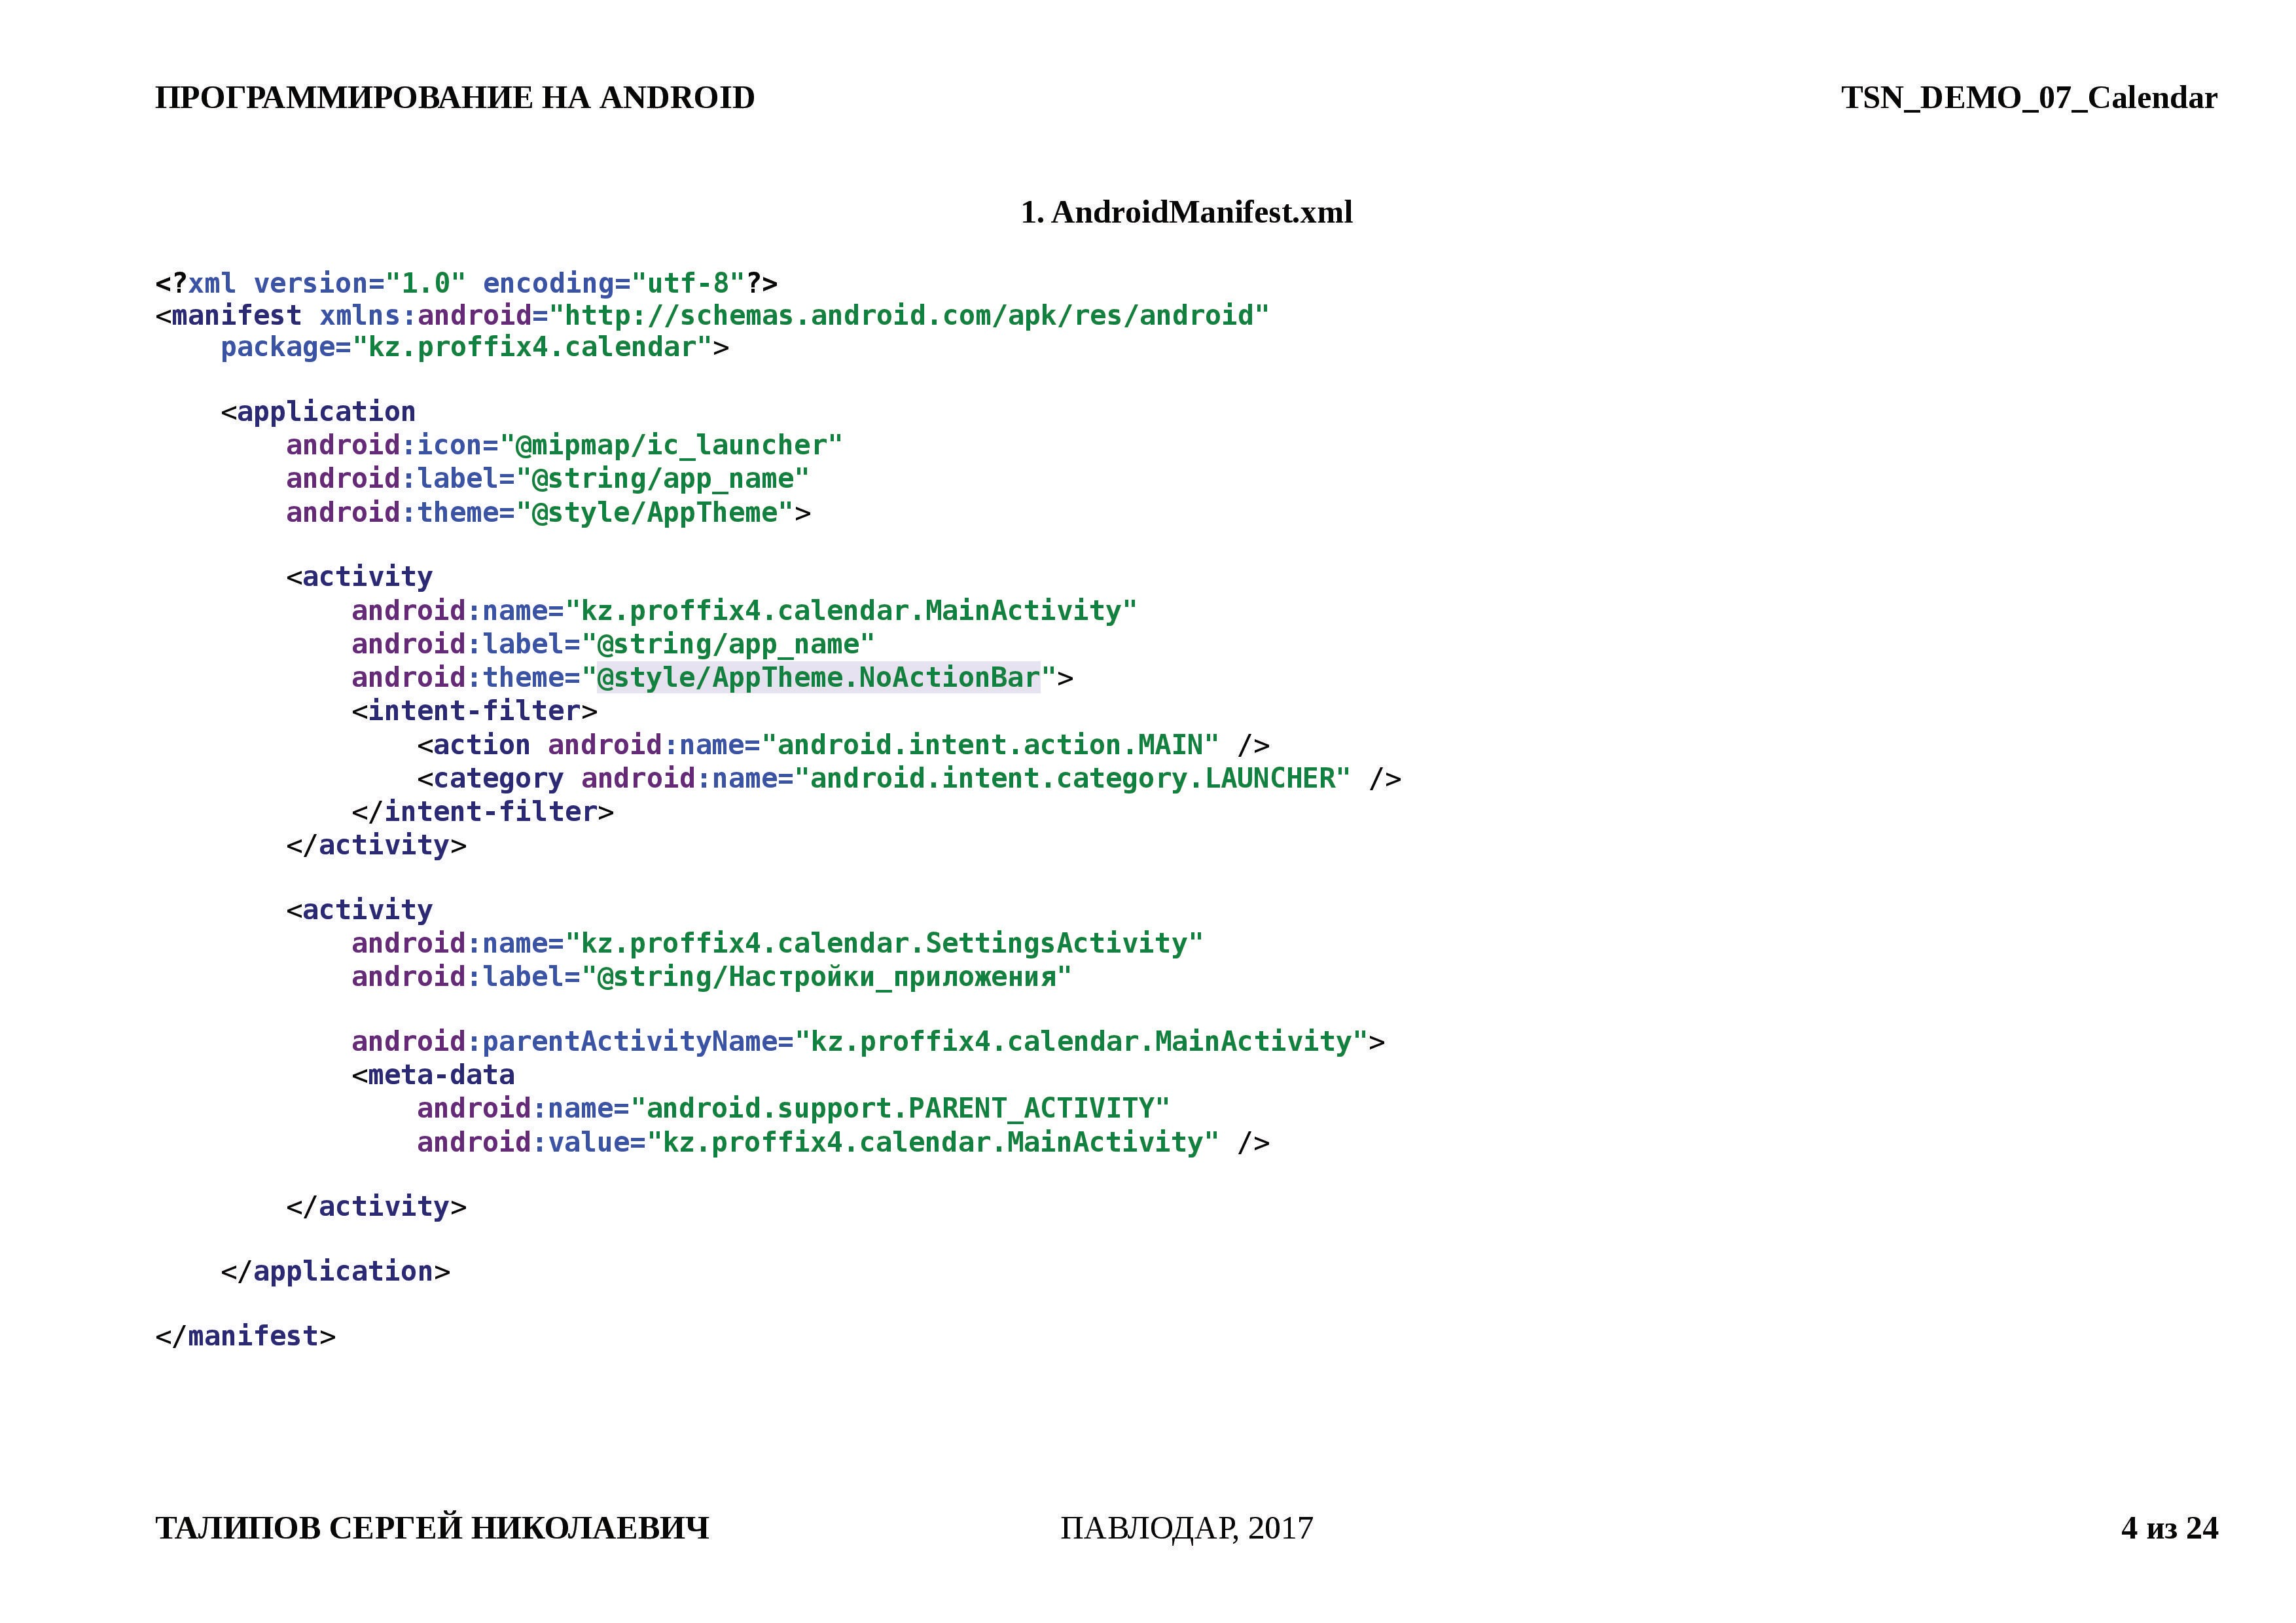 ПРОГРАММИРОВАНИЕ НА ANDROID TSN_DEMO_07_Calendar
1. AndroidManifest.xml
<?xml version="1.0" encoding="utf-8"?>
<manifest xmlns:android="http://schemas.android.com/apk/res/android"
    package="kz.proffix4.calendar">
    <application
        android:icon="@mipmap/ic_launcher"
        android:label="@string/app_name"
        android:theme="@style/AppTheme">
        <activity
            android:name="kz.proffix4.calendar.MainActivity"
            android:label="@string/app_name"
            android:theme="@style/AppTheme.NoActionBar">
            <intent-filter>
                <action android:name="android.intent.action.MAIN" />
                <category android:name="android.intent.category.LAUNCHER" />
            </intent-filter>
        </activity>
        <activity
            android:name="kz.proffix4.calendar.SettingsActivity"
            android:label="@string/Настройки_приложения"
            android:parentActivityName="kz.proffix4.calendar.MainActivity">
            <meta-data
                android:name="android.support.PARENT_ACTIVITY"
                android:value="kz.proffix4.calendar.MainActivity" />
        </activity>
    </application>
</manifest>
ТАЛИПОВ СЕРГЕЙ НИКОЛАЕВИЧ ПАВЛОДАР, 2017 4 из 24